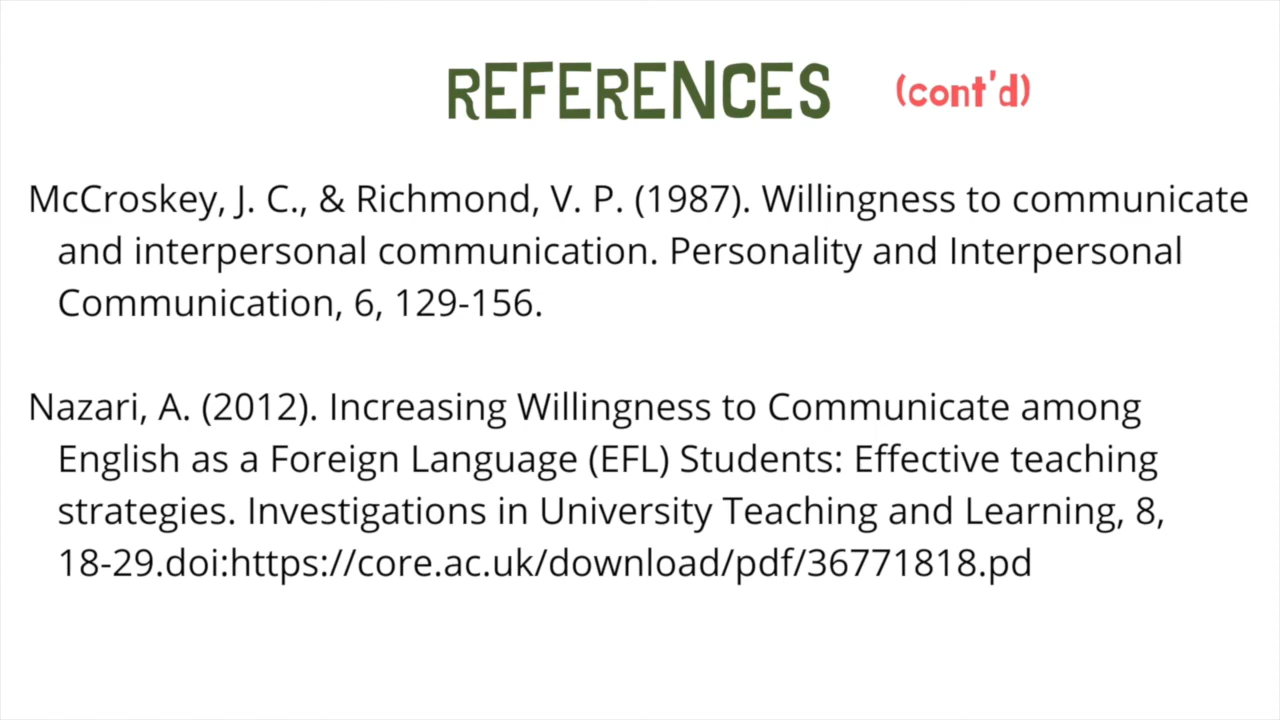 REFERENCES (cont'd)
McCroskey, J. C., & Richmond, V. P. (1987). Willingness to communicate
and interpersonal communication. Personality and Interpersonal
Communication, 6, 129-156.
Nazari, A. (2012). Increasing Willingness to Communicate among
English as a Foreign Language (EFL) Students: Effective teaching
strategies. Investigations in University Teaching and Learning, 8,
18-29.doi:https://core.ac.uk/download/pdf/36771818.pd